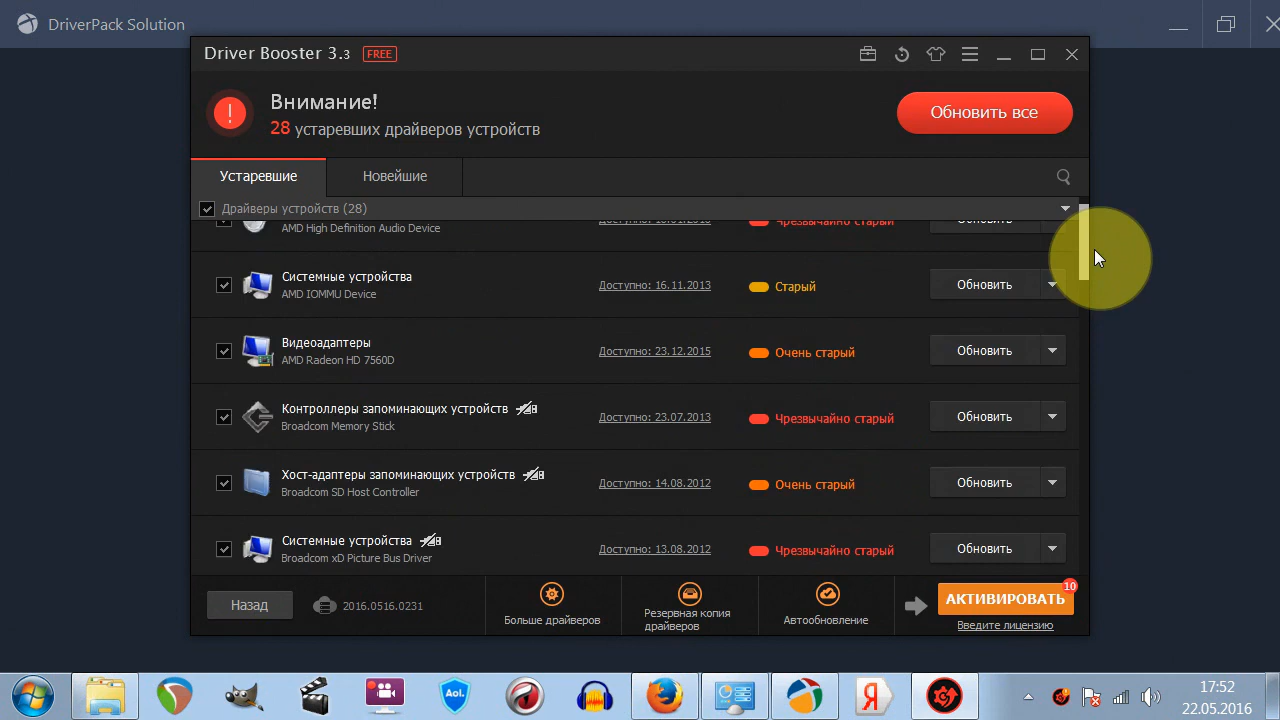 DriverPack Solution
Driver Booster 3.3 FREE
Внимание!
28 устаревших драйверов устройств
Обновить все
Устаревшие
Новейшие
Драйверы устройств (28)
AMD High Definition Audio Device
Чрезвычайно старый
Обновить
Системные устройства
AMD IOMMU Device
Доступно: 16.11.2013
Старый
Обновить
Видеоадаптеры
AMD Radeon HD 7560D
Доступно: 23.12.2015
Очень старый
Обновить
Контроллеры запоминающих устройств
Broadcom Memory Stick
Доступно: 23.07.2013
Чрезвычайно старый
Обновить
Хост-адаптеры запоминающих устройств
Broadcom SD Host Controller
Доступно: 14.08.2012
Очень старый
Обновить
Системные устройства
Broadcom xD Picture Bus Driver
Доступно: 13.08.2012
Чрезвычайно старый
Обновить
Назад
2016.0516.0231
Больше драйверов
Резервная копия
драйверов
Автообновление
АКТИВИРОВАТЬ
10
Введите лицензию
Aol.
Я
17:52
22.05.2016